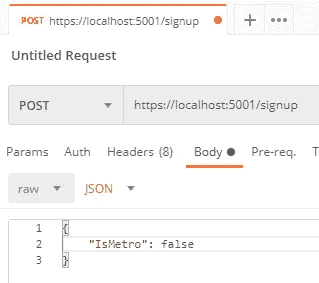 POST https://localhost:5001/signup
Untitled Request
POST https://localhost:5001/signup
Params Auth Headers (8) Body Pre-req. T
raw JSON
1 {
2 "IsMetro": false
3 }